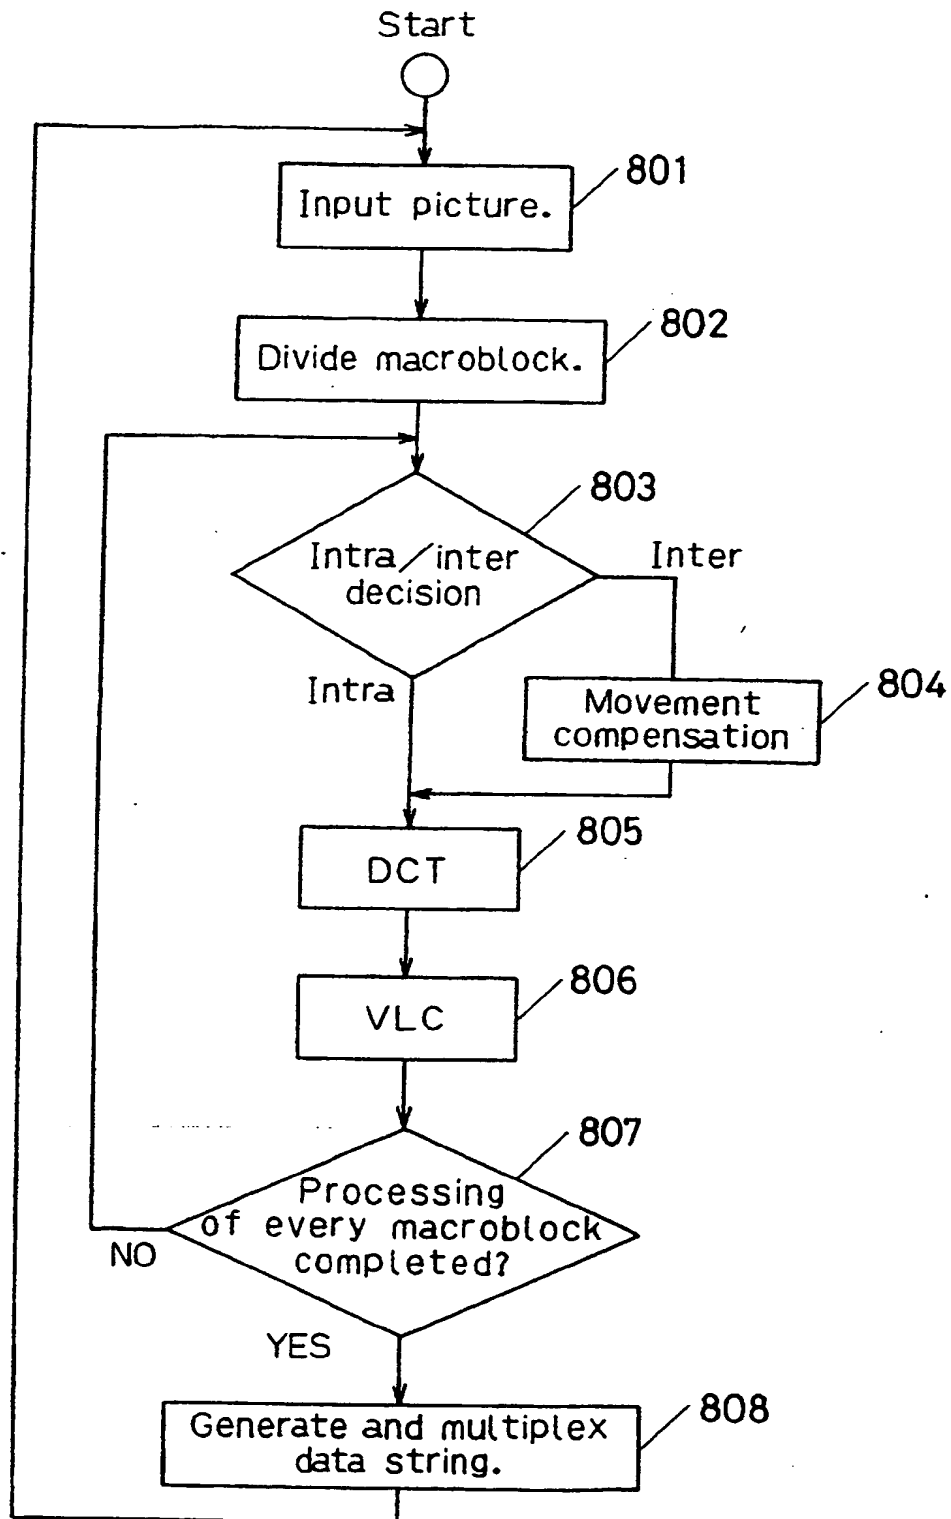 Start
801
Input picture.
802
Divide macroblock.
803
Intra/inter
decision
Inter
Intra
804
Movement
compensation
805
DCT
806
VLC
807
Processing
of every macroblock
completed?
NO
YES
808
Generate and multiplex
data string.